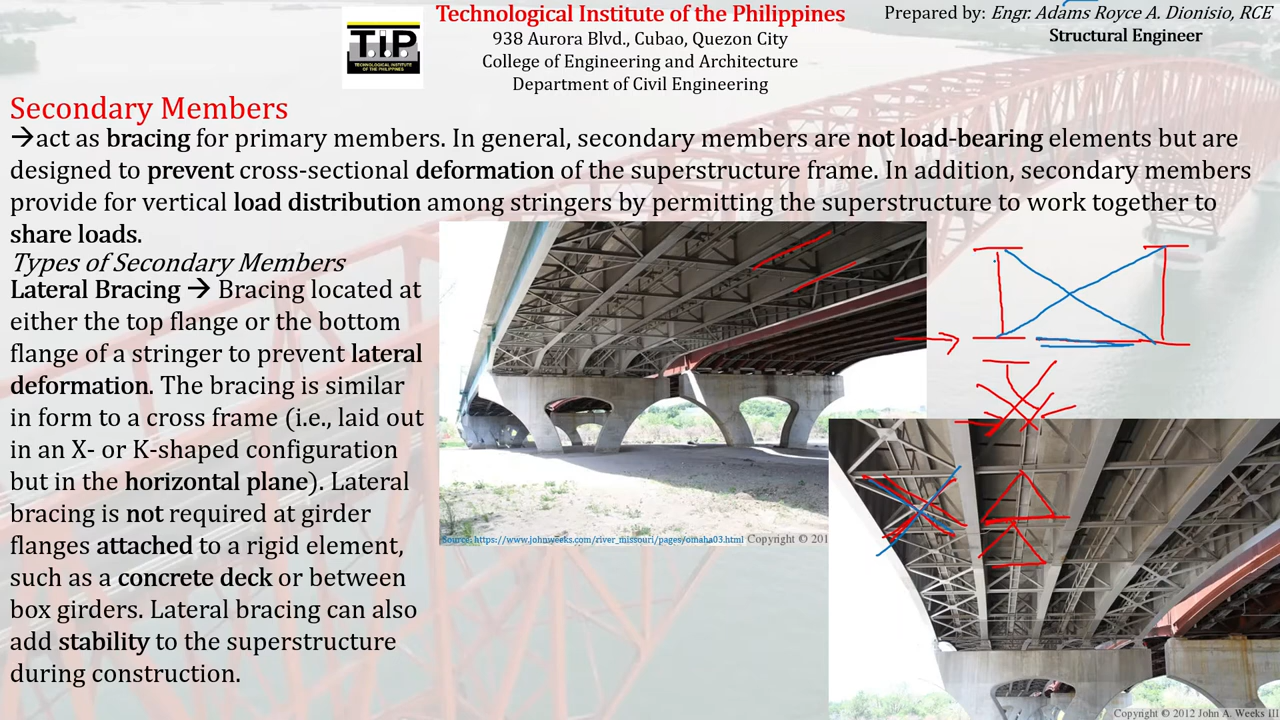 Technological Institute of the Philippines
938 Aurora Blvd., Cubao, Quezon City
College of Engineering and Architecture
Department of Civil Engineering
Prepared by: Engr. Adams Royce A. Dionisio, RCE
Structural Engineer
TiP
TECHNOLOGICAL INSTITUTE
OF THE PHILIPPINES
Secondary Members
→act as bracing for primary members. In general, secondary members are not load-bearing elements but are
designed to prevent cross-sectional deformation of the superstructure frame. In addition, secondary members
provide for vertical load distribution among stringers by permitting the superstructure to work together to
share loads.
Types of Secondary Members
Lateral Bracing → Bracing located at
either the top flange or the bottom
flange of a stringer to prevent lateral
deformation. The bracing is similar
in form to a cross frame (i.e., laid out
in an X- or K-shaped configuration
but in the horizontal plane). Lateral
bracing is not required at girder
flanges attached to a rigid element,
such as a concrete deck or between
box girders. Lateral bracing can also
add stability to the superstructure
during construction.
Source: https://www.johnweeks.com/river_missouri/pages/omaha03.html
Copyright © 201
Copyright © 2012 John A. Weeks III